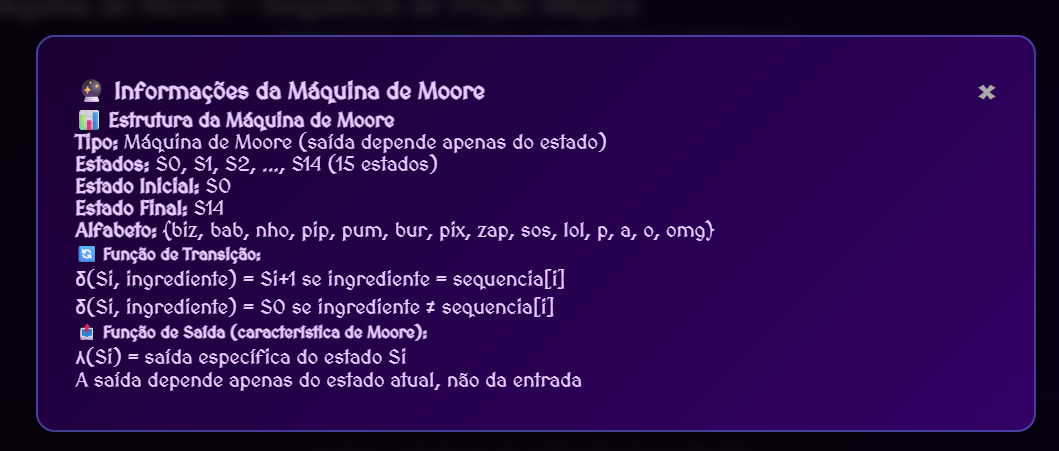 🔮 Informações da Máquina de Moore ✖
📊 Estrutura da Máquina de Moore
Tipo: Máquina de Moore (saída depende apenas do estado)
Estados: S0, S1, S2, ..., S14 (15 estados)
Estado Inicial: S0
Estado Final: S14
Alfabeto: {biz, bab, nho, pip, pum, bur, pix, zap, sos, lol, p, a, o, omg}
🔄 Função de Transição:
δ(Si, ingrediente) = Si+1 se ingrediente = sequencia[i]
δ(Si, ingrediente) = S0 se ingrediente ≠ sequencia[i]
📤 Função de Saída (característica de Moore):
λ(Si) = saída específica do estado Si
A saída depende apenas do estado atual, não da entrada